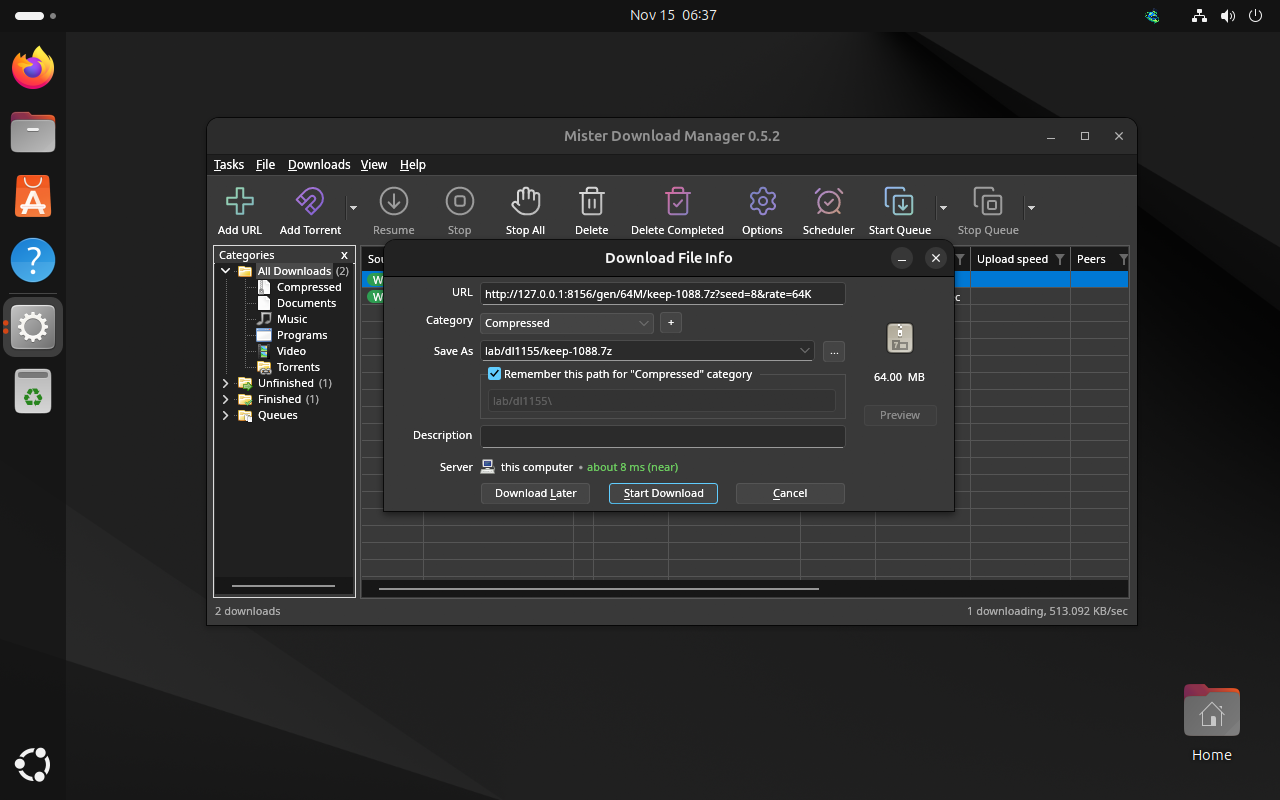 Nov 15 06:37
Mister Download Manager 0.5.2
Tasks File Downloads View Help
Add URL Add Torrent Resume Stop Stop All Delete Delete Completed Options Scheduler Start Queue Stop Queue
Categories X
All Downloads (2)
Compressed
Documents
Music
Programs
Video
Torrents
Unfinished (1)
Finished (1)
Queues
Upload speed Peers
Download File Info
URL http://127.0.0.1:8156/gen/64M/keep-1088.7z?seed=8&rate=64K
Category Compressed +
Save As lab/dl1155/keep-1088.7z ...
Remember this path for "Compressed" category
lab/dl1155\
64.00 MB
Preview
Description
Server this computer • about 8 ms (near)
Download Later Start Download Cancel
2 downloads
1 downloading, 513.092 KB/sec
Home